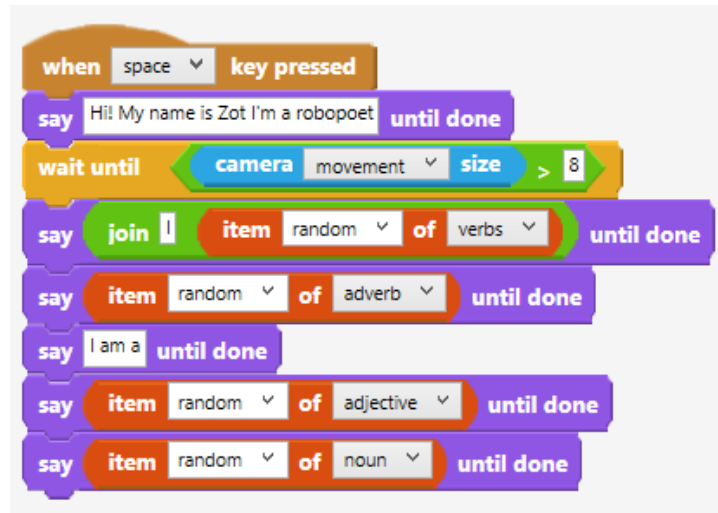 when space key pressed
say Hi! My name is Zot I'm a robopoet until done
wait until camera movement size > 8
say join I item random of verbs until done
say item random of adverb until done
say I am a until done
say item random of adjective until done
say item random of noun until done